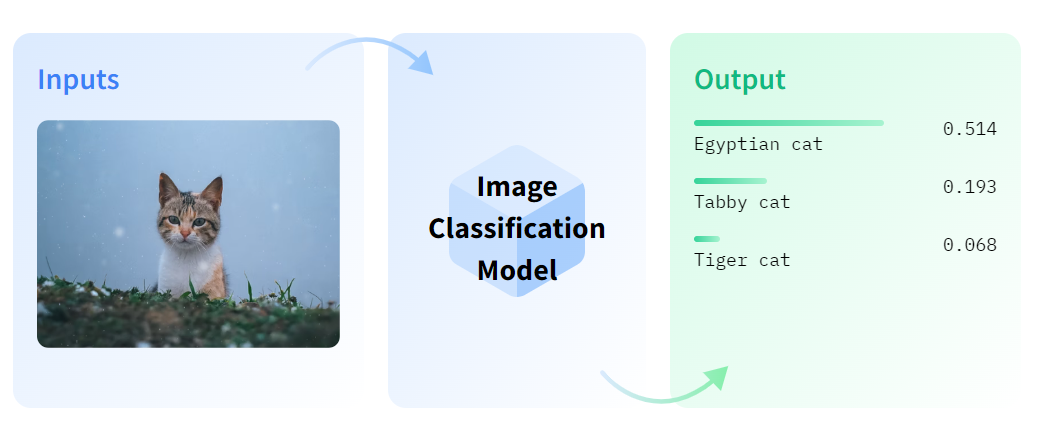 Inputs
Image
Classification
Model
Output
Egyptian cat 0.514
Tabby cat 0.193
Tiger cat 0.068